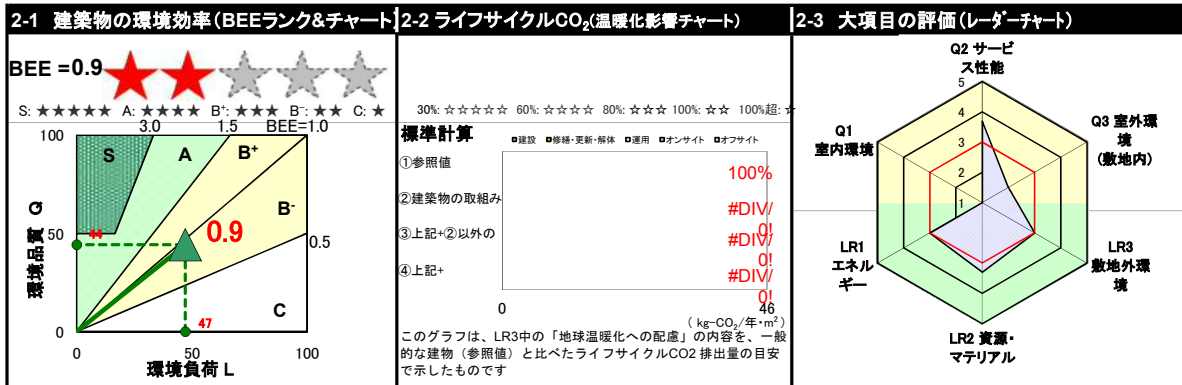 2-1 建築物の環境効率(BEEランク&チャート)
BEE =0.9
S: ★★★★★ A: ★★★★ B⁺: ★★★ B⁻: ★★ C: ★
3.0 1.5 BEE=1.0
100
S
A
B⁺
B⁻
0.9
50
44
0.5
C
47
0
0 50 100
環境品質 Q
環境負荷 L
2-2 ライフサイクルCO₂(温暖化影響チャート)
30%: ☆☆☆☆☆ 60%: ☆☆☆☆ 80%: ☆☆☆ 100%: ☆☆ 100%超: ☆
標準計算
建設 修繕・更新・解体 運用 オンサイト オフサイト
①参照値
100%
②建築物の取組み
#DIV/0!
③上記+②以外の
#DIV/0!
④上記+
#DIV/0!
0 46
( kg-CO₂/年・m²)
このグラフは、LR3中の「地球温暖化への配慮」の内容を、一般
的な建物(参照値)と比べたライフサイクルCO2 排出量の目安
で示したものです
2-3 大項目の評価(レーダーチャート)
Q2 サービ
ス性能
Q1
室内環境
Q3 室外環
境
(敷地内)
5
4
3
2
1
LR1
エネル
ギー
LR3
敷地外環
境
LR2 資源・
マテリアル